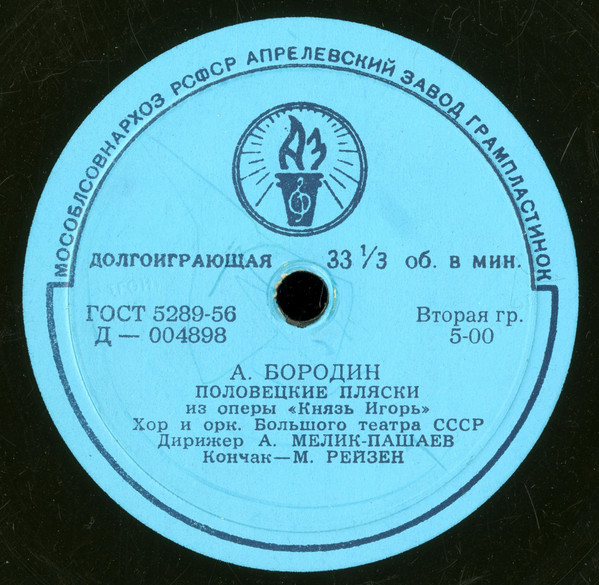 МОСОБЛСОВНАРХОЗ РСФСР АПРЕЛЕВСКИЙ ЗАВОД ГРАМПЛАСТИНОК
АЗ
ДОЛГОИГРАЮЩАЯ 33 1/3 об. в мин.
ГОСТ 5289-56 Вторая гр.
Д — 004898 5-00
А. БОРОДИН
ПОЛОВЕЦКИЕ ПЛЯСКИ
из оперы «Князь Игорь»
Хор и орк. Большого театра СССР
Дирижер А. МЕЛИК-ПАШАЕВ
Кончак—М. РЕЙЗЕН